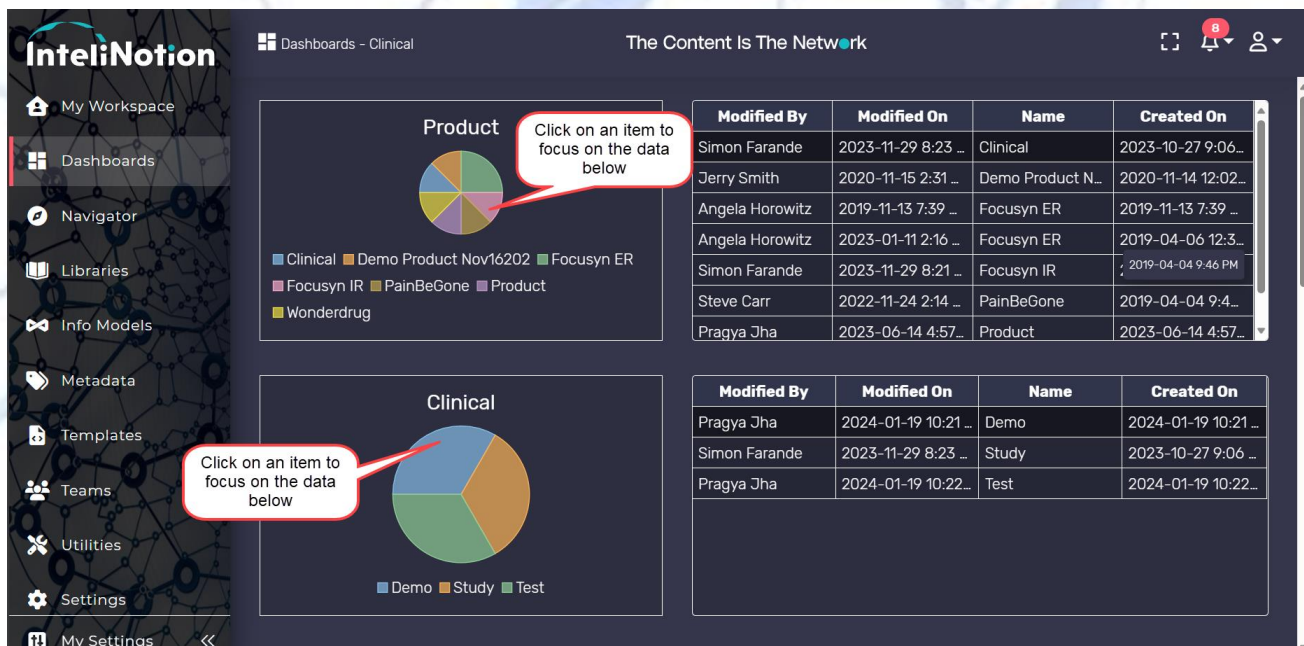 InteliNotion
Dashboards - Clinical
The Content Is The Network
8
My Workspace
Dashboards
Navigator
Libraries
Info Models
Metadata
Templates
Teams
Utilities
Settings
My Settings
Product
Click on an item to
focus on the data
below
Clinical Demo Product Nov16202 Focusyn ER
Focusyn IR PainBeGone Product
Wonderdrug
Modified By Modified On Name Created On
Simon Farande 2023-11-29 8:23 ... Clinical 2023-10-27 9:06...
Jerry Smith 2020-11-15 2:31 ... Demo Product N... 2020-11-14 12:02...
Angela Horowitz 2019-11-13 7:39 ... Focusyn ER 2019-11-13 7:39 ...
Angela Horowitz 2023-01-11 2:16 ... Focusyn ER 2019-04-06 12:3...
Simon Farande 2023-11-29 8:21 ... Focusyn IR
2019-04-04 9:46 PM
Steve Carr 2022-11-24 2:14 ... PainBeGone 2019-04-04 9:4...
Pragya Jha 2023-06-14 4:57... Product 2023-06-14 4:57...
Clinical
Click on an item to
focus on the data
below
Demo Study Test
Modified By Modified On Name Created On
Pragya Jha 2024-01-19 10:21 ... Demo 2024-01-19 10:21 ...
Simon Farande 2023-11-29 8:23 ... Study 2023-10-27 9:06 ...
Pragya Jha 2024-01-19 10:22... Test 2024-01-19 10:22...